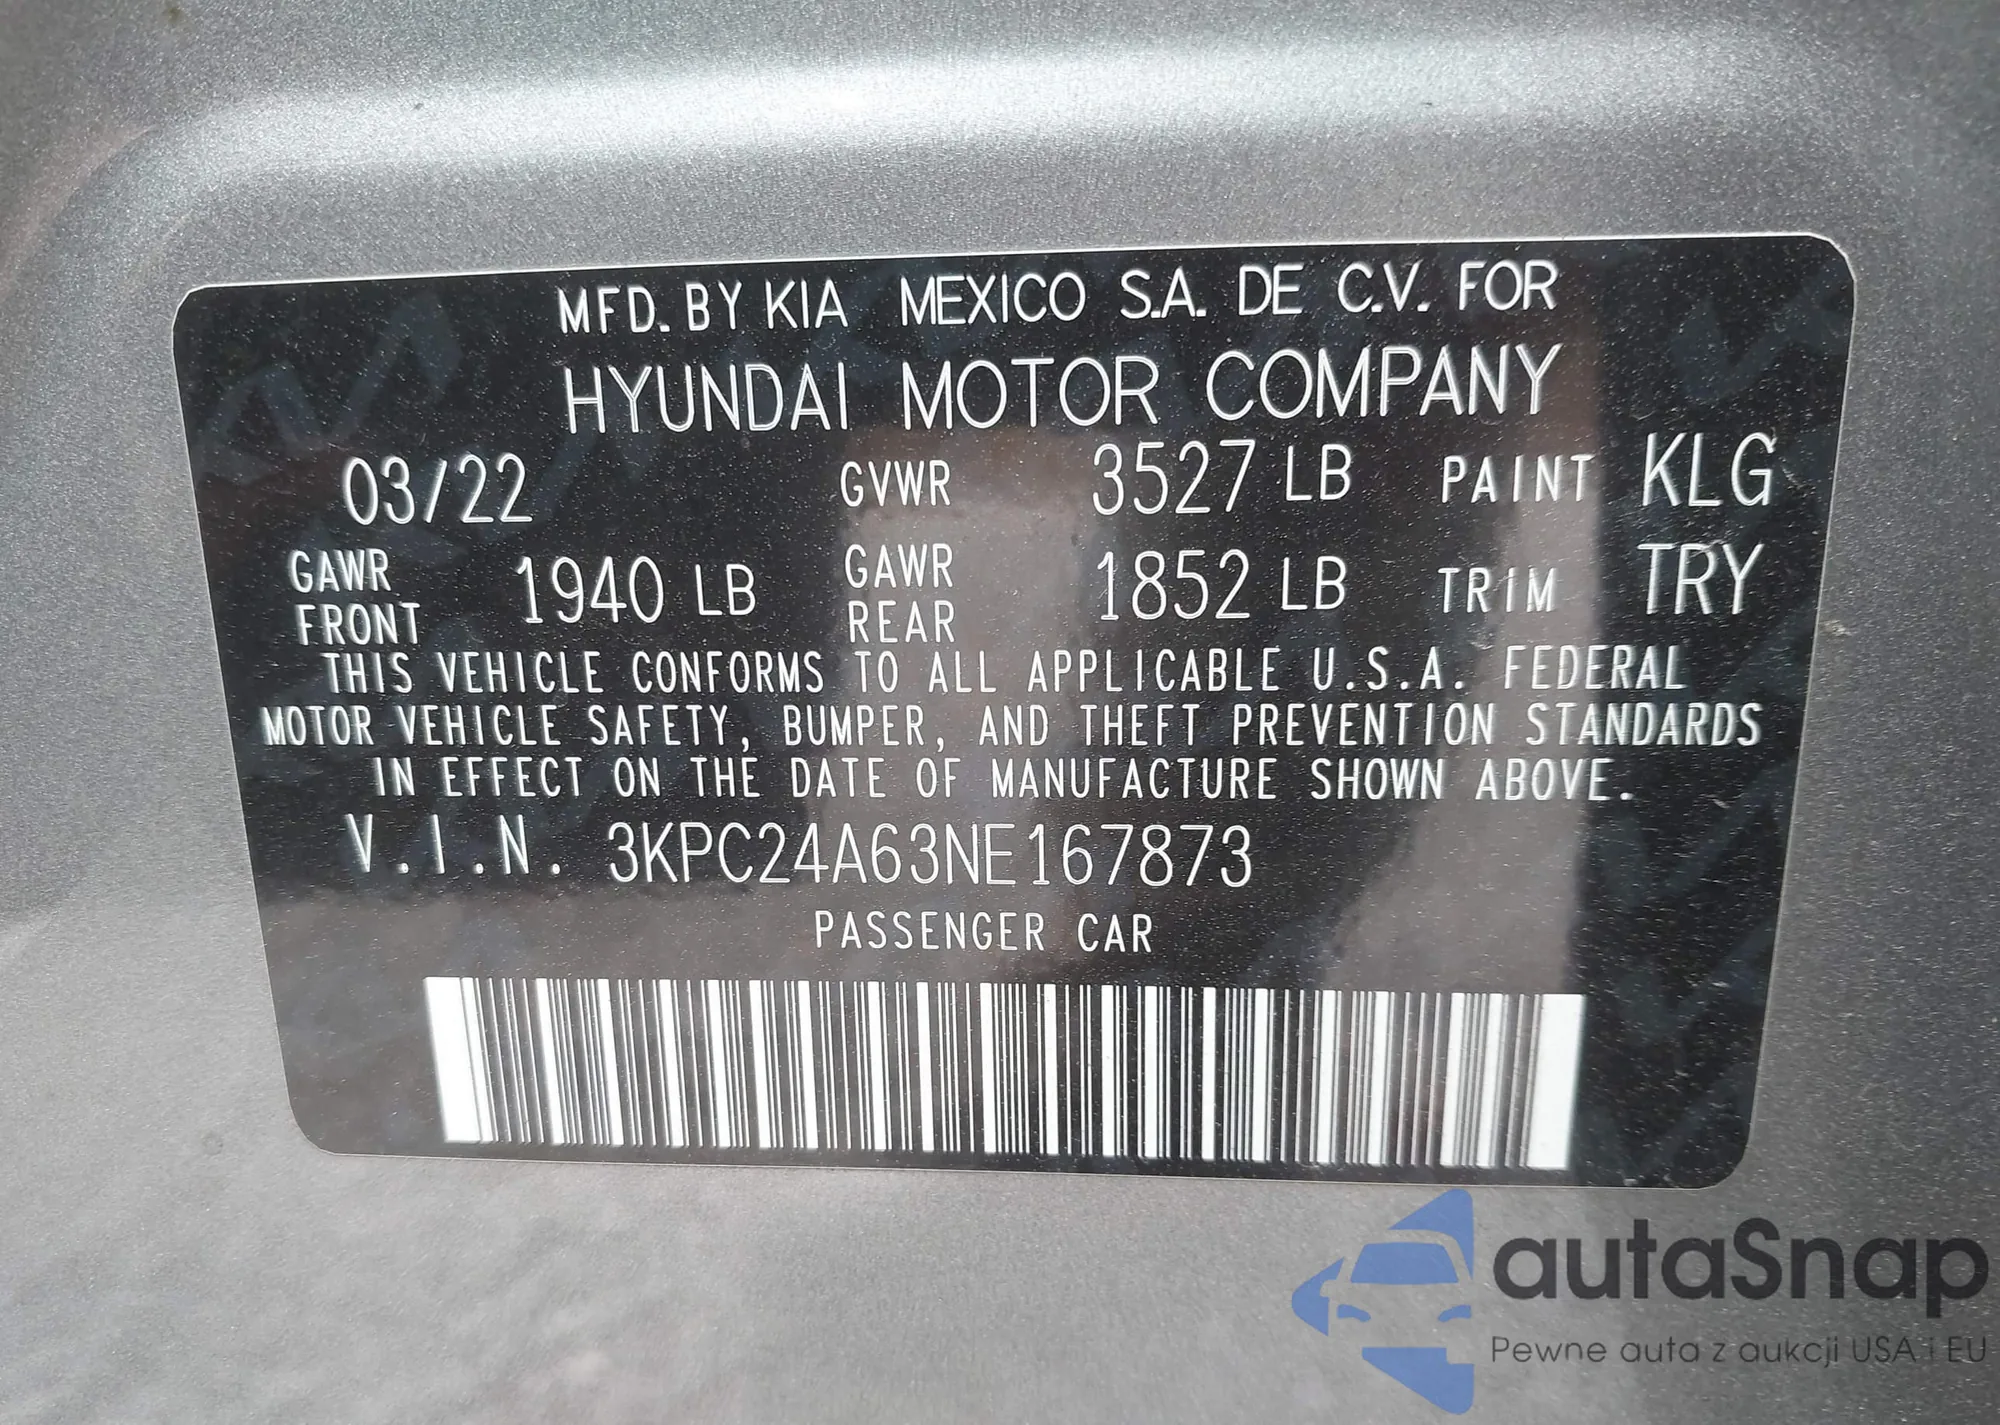 MFD. BY KIA MEXICO S.A. DE C.V. FOR
HYUNDAI MOTOR COMPANY
03/22 GVWR 3527 LB PAINT KLG
GAWR FRONT 1940 LB GAWR REAR 1852 LB TRIM TRY
THIS VEHICLE CONFORMS TO ALL APPLICABLE U.S.A. FEDERAL
MOTOR VEHICLE SAFETY, BUMPER, AND THEFT PREVENTION STANDARDS
IN EFFECT ON THE DATE OF MANUFACTURE SHOWN ABOVE.
V.I.N. 3KPC24A63NE167873
PASSENGER CAR
autaSnap
Pewne auta z aukcji USA i EU